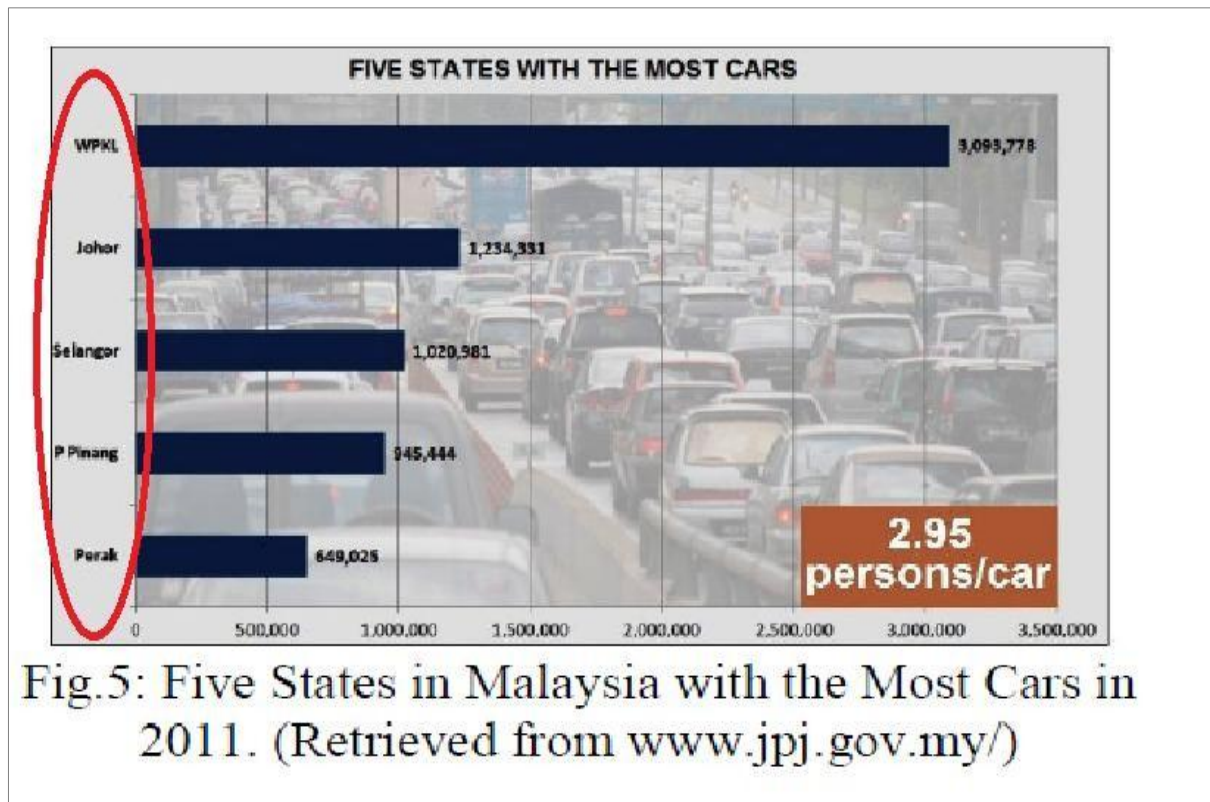 FIVE STATES WITH THE MOST CARS
WPKL
3,093,778
Johor
1,234,331
Selangor
1,020,981
P Pinang
945,444
Perak
649,025
2.95
persons/car
0 500,000 1,000,000 1,500,000 2,000,000 2,500,000 3,000,000 3,500,000
Fig.5: Five States in Malaysia with the Most Cars in
2011. (Retrieved from www.jpj.gov.my/)